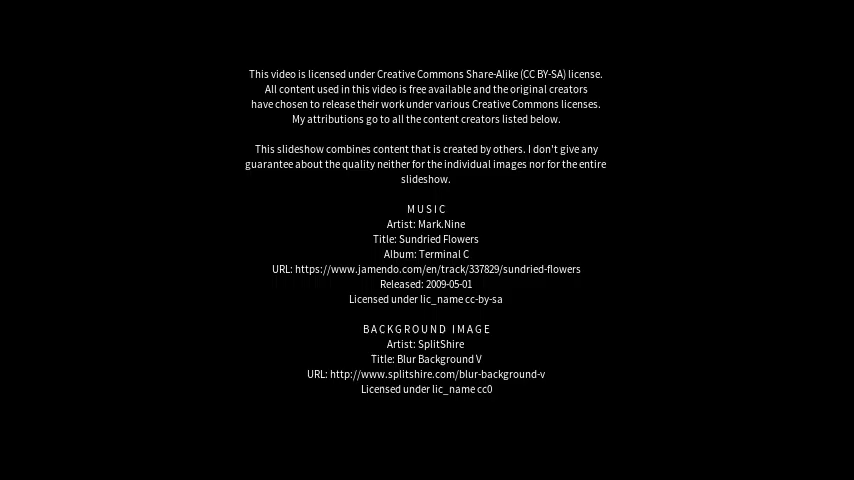 This video is licensed under Creative Commons Share-Alike (CC BY-SA) license.
All content used in this video is free available and the original creators
have chosen to release their work under various Creative Commons licenses.
My attributions go to all the content creators listed below.
This slideshow combines content that is created by others. I don't give any
guarantee about the quality neither for the individual images nor for the entire
slideshow.
MUSIC
Artist: Mark.Nine
Title: Sundried Flowers
Album: Terminal C
URL: https://www.jamendo.com/en/track/337829/sundried-flowers
Released: 2009-05-01
Licensed under lic_name cc-by-sa
BACKGROUND IMAGE
Artist: SplitShire
Title: Blur Background V
URL: http://www.splitshire.com/blur-background-v
Licensed under lic_name cc0